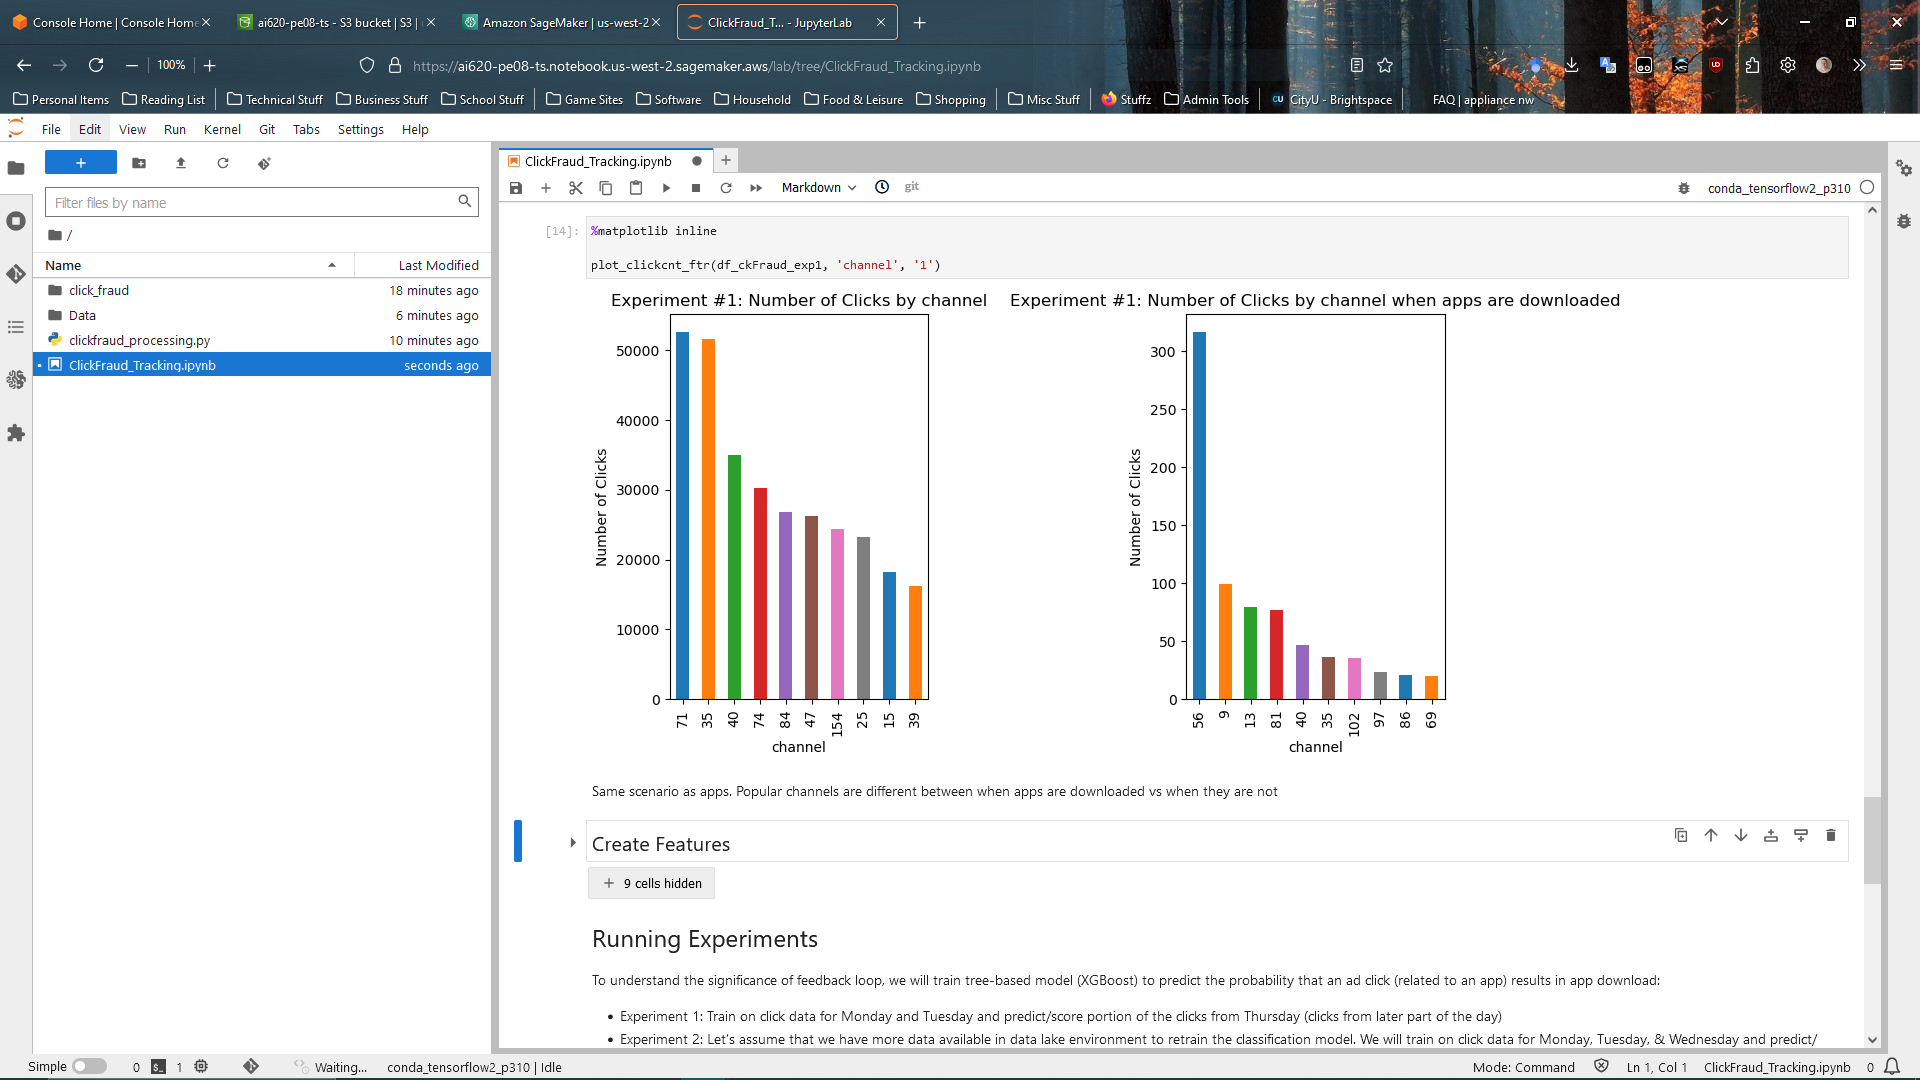 Console Home | Console Home
ai620-pe08-ts - S3 bucket | S3 |
Amazon SageMaker | us-west-2
ClickFraud_T... - JupyterLab
100%
https://ai620-pe08-ts.notebook.us-west-2.sagemaker.aws/lab/tree/ClickFraud_Tracking.ipynb
Personal Items
Reading List
Technical Stuff
Business Stuff
School Stuff
Game Sites
Software
Household
Food & Leisure
Shopping
Misc Stuff
Stuffz
Admin Tools
CityU - Brightspace
FAQ | appliance nw
File Edit View Run Kernel Git Tabs Settings Help
Filter files by name
/
Name Last Modified
click_fraud 18 minutes ago
Data 6 minutes ago
clickfraud_processing.py 10 minutes ago
ClickFraud_Tracking.ipynb seconds ago
ClickFraud_Tracking.ipynb
Markdown
git
conda_tensorflow2_p310
[14]:
%matplotlib inline
plot_clickcnt_ftr(df_ckFraud_exp1, 'channel', '1')
Experiment #1: Number of Clicks by channel
Number of Clicks
50000
40000
30000
20000
10000
0
71 35 40 74 84 47 154 25 15 39
channel
Experiment #1: Number of Clicks by channel when apps are downloaded
Number of Clicks
300
250
200
150
100
50
0
56 9 13 81 40 35 102 97 86 69
channel
Same scenario as apps. Popular channels are different between when apps are downloaded vs when they are not
Create Features
9 cells hidden
Running Experiments
To understand the significance of feedback loop, we will train tree-based model (XGBoost) to predict the probability that an ad click (related to an app) results in app download:
• Experiment 1: Train on click data for Monday and Tuesday and predict/score portion of the clicks from Thursday (clicks from later part of the day)
• Experiment 2: Let's assume that we have more data available in data lake environment to retrain the classification model. We will train on click data for Monday, Tuesday, & Wednesday and predict/
Simple
0
1
Waiting...
conda_tensorflow2_p310 | Idle
Mode: Command
Ln 1, Col 1
ClickFraud_Tracking.ipynb
0